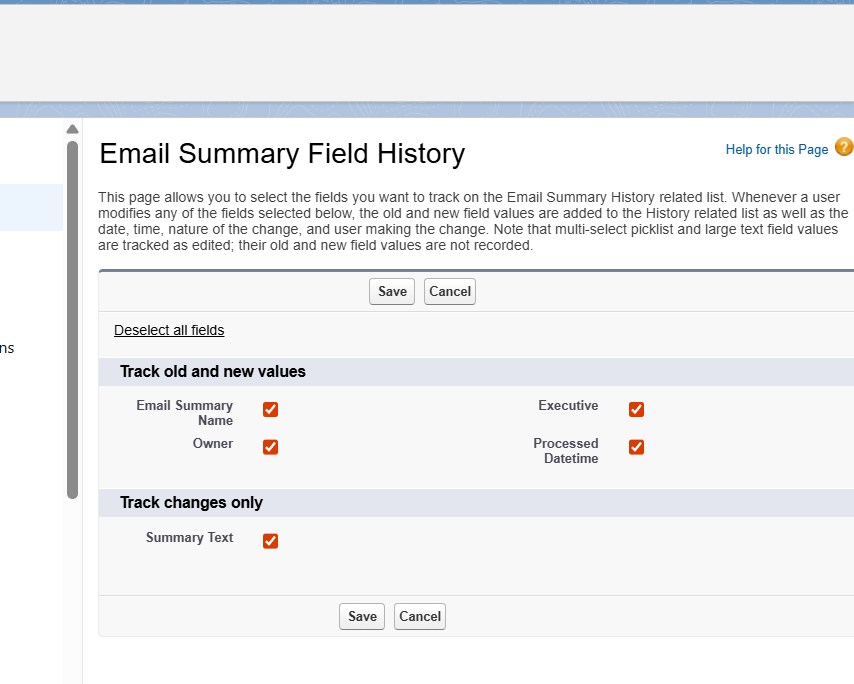 Email Summary Field History
Help for this Page ?
This page allows you to select the fields you want to track on the Email Summary History related list. Whenever a user
modifies any of the fields selected below, the old and new field values are added to the History related list as well as the
date, time, nature of the change, and user making the change. Note that multi-select picklist and large text field values
are tracked as edited; their old and new field values are not recorded.
Save Cancel
Deselect all fields
ns
Track old and new values
Email Summary
Name
Executive
Owner
Processed
Datetime
Track changes only
Summary Text
Save Cancel